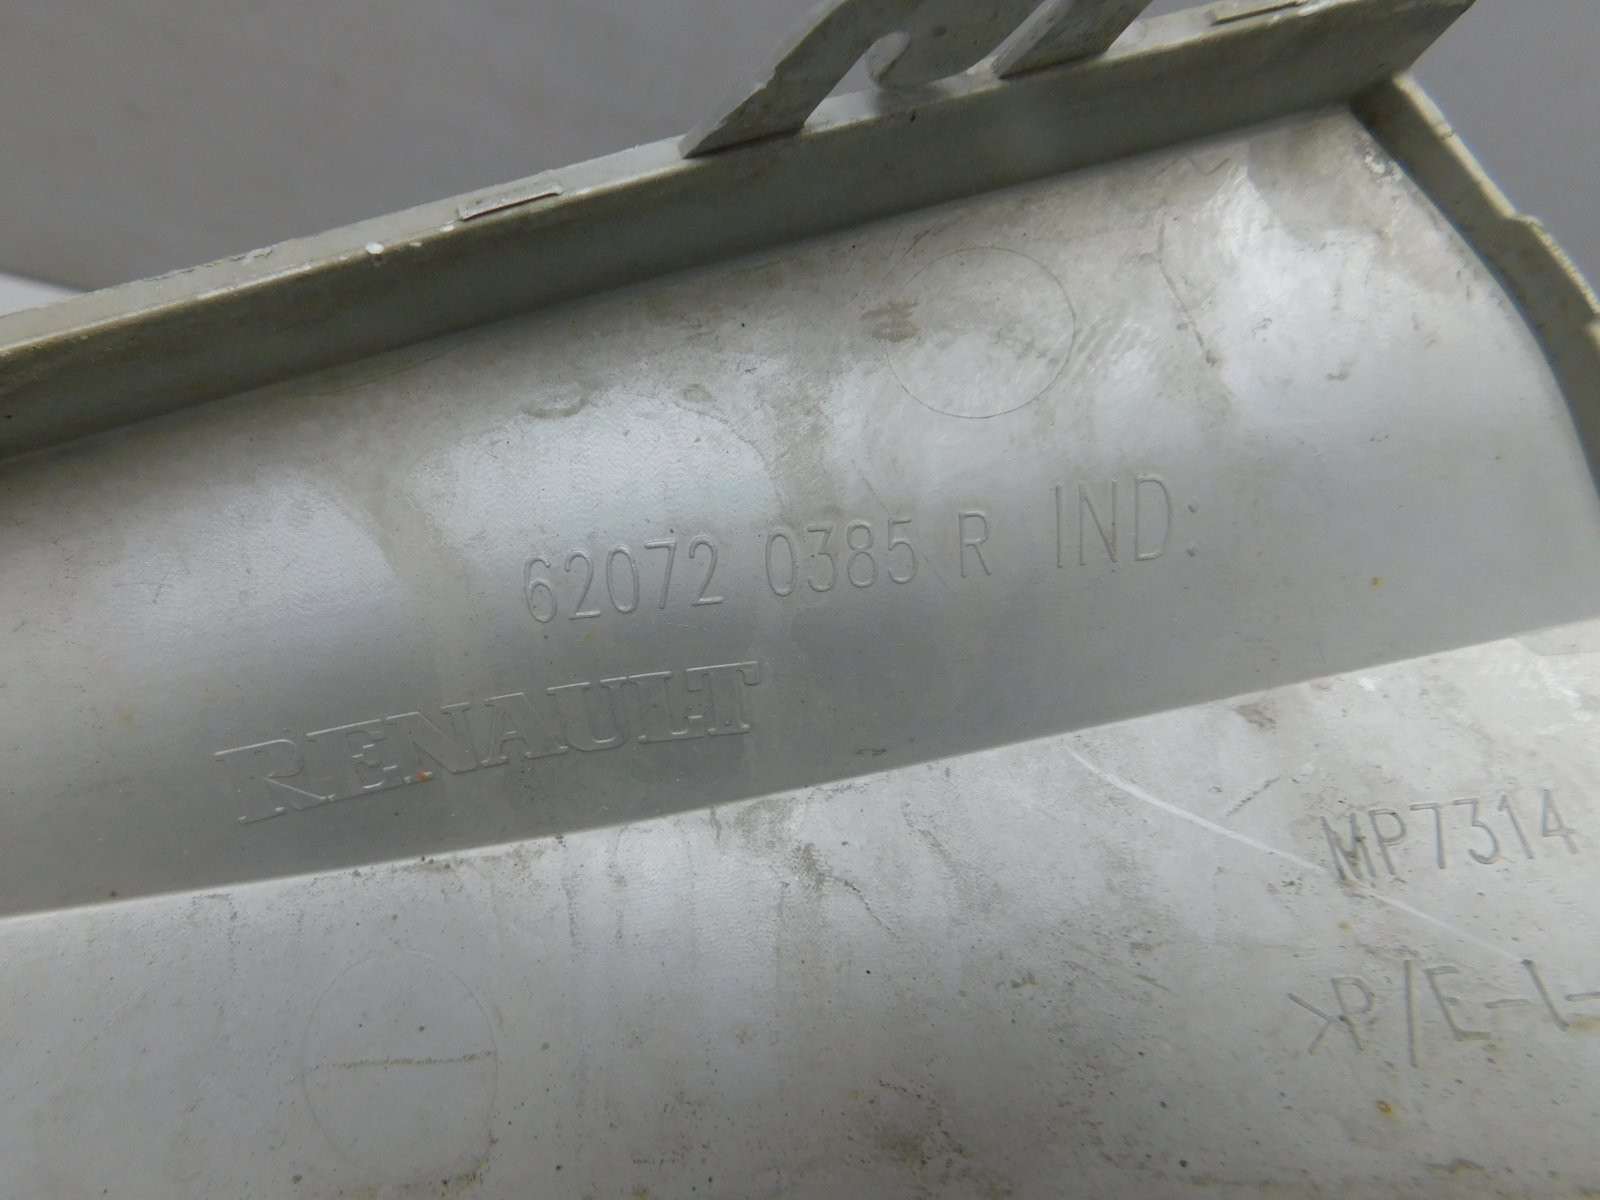 62072 0385 R IND:
RENAULT
MP7314
>P/E-I-